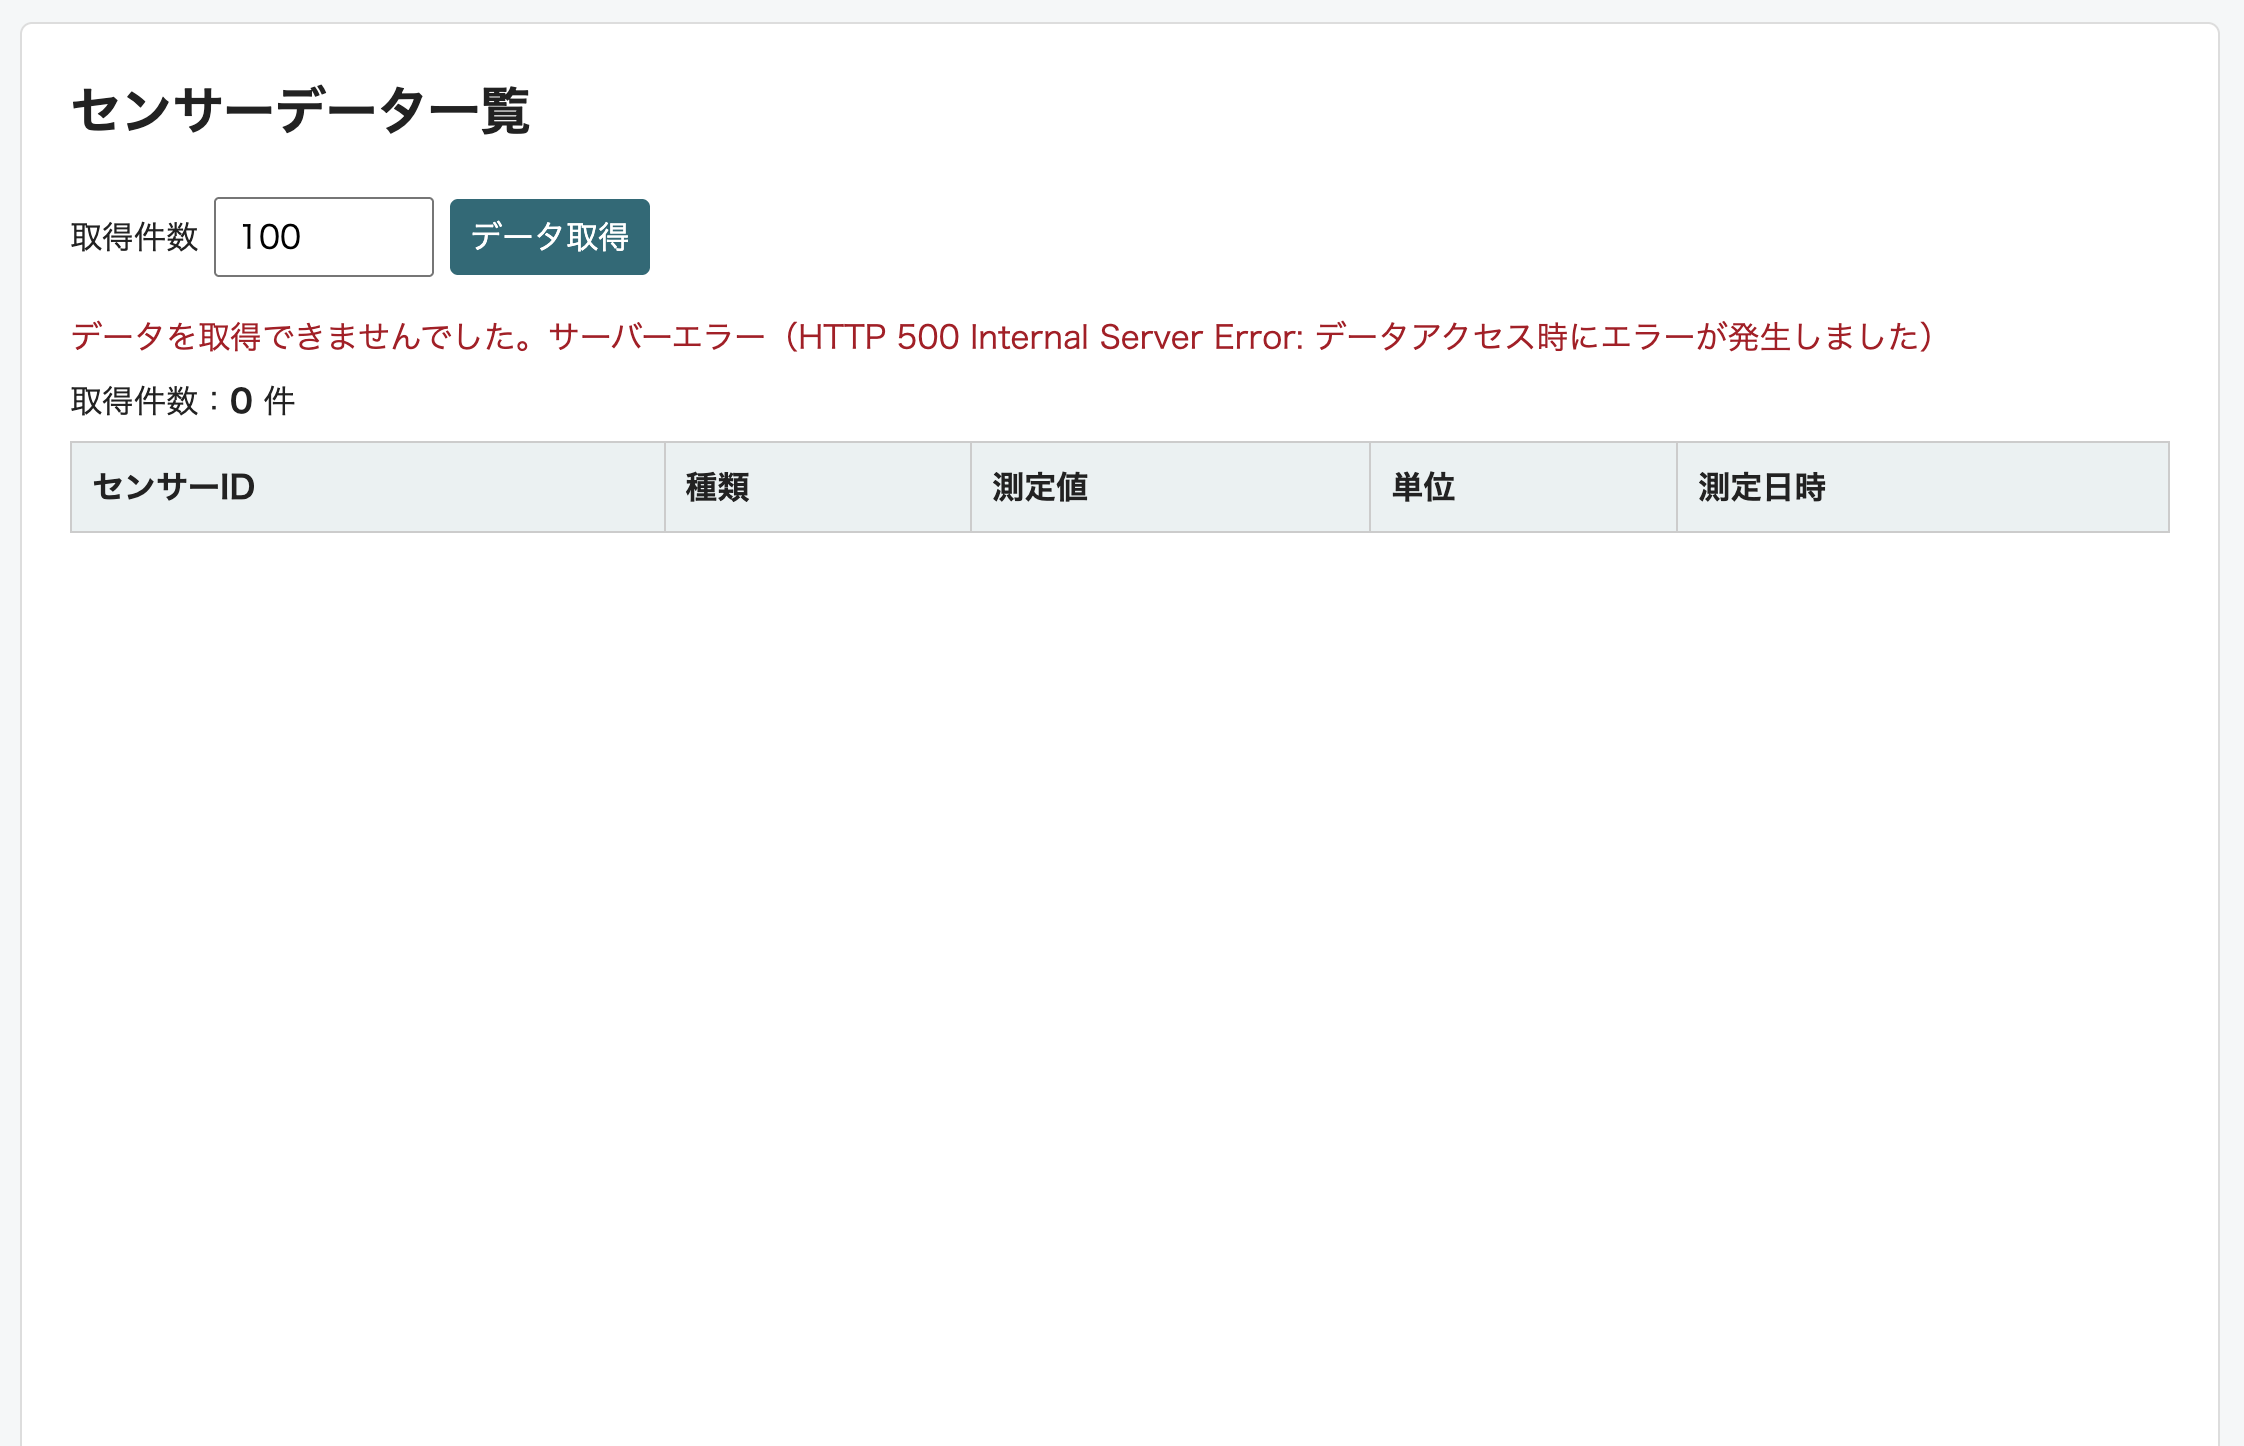 センサーデータ一覧
取得件数 100 データ取得
データを取得できませんでした。サーバーエラー（HTTP 500 Internal Server Error: データアクセス時にエラーが発生しました）
取得件数：0 件
センサーID 種類 測定値 単位 測定日時